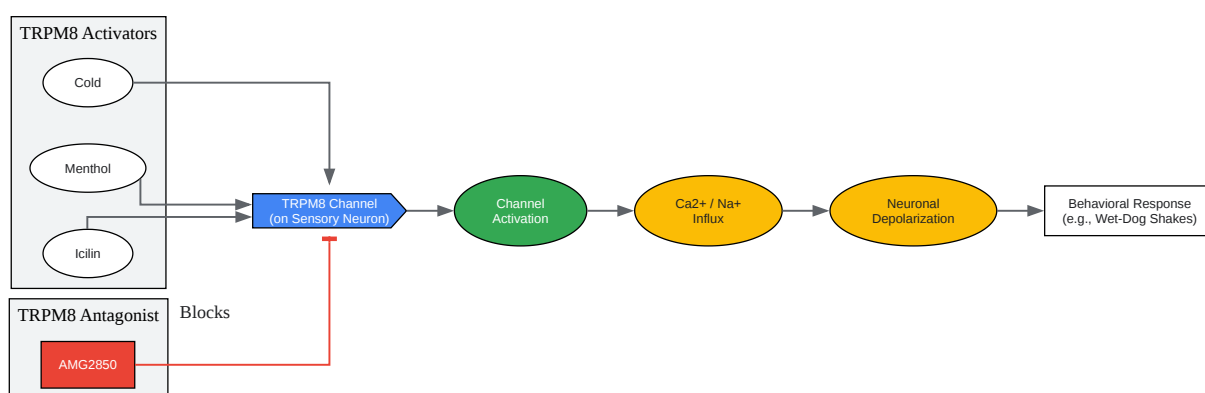 TRPM8 Activators
Cold
Menthol
Icilin
TRPM8 Antagonist
AMG2850
Blocks
TRPM8 Channel
(on Sensory Neuron)
Channel
Activation
Ca2+ / Na+
Influx
Neuronal
Depolarization
Behavioral Response
(e.g., Wet-Dog Shakes)